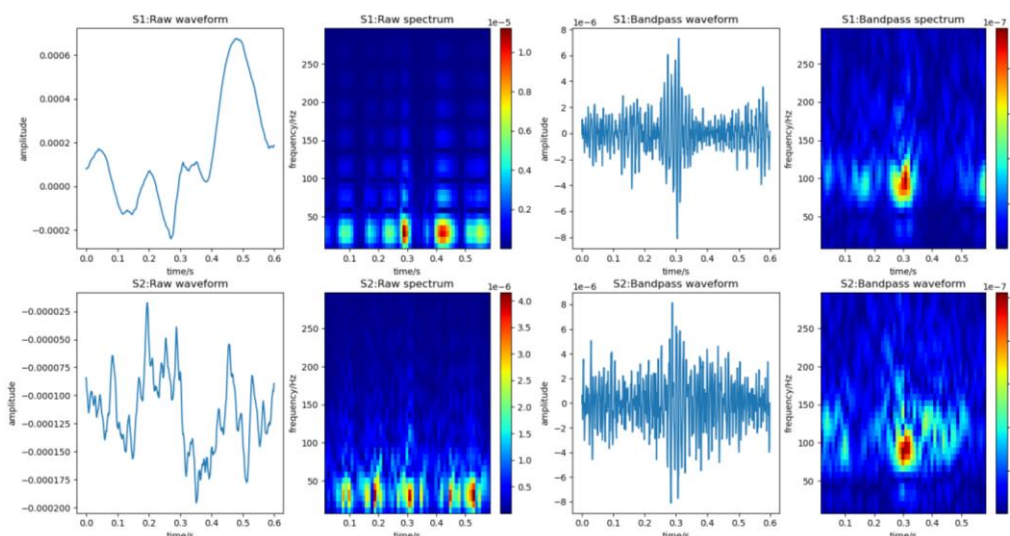 S1:Raw waveform
0.0006
0.0004
0.0002
0.0000
−0.0002
amplitude
0.0 0.1 0.2 0.3 0.4 0.5 0.6
time/s
S1:Raw spectrum
1e−5
250
200
150
100
50
frequency/Hz
0.1 0.2 0.3 0.4 0.5
time/s
1.0
0.8
0.6
0.4
0.2
S1:Bandpass waveform
1e−6
8
6
4
2
0
−2
−4
−6
−8
amplitude
0.0 0.1 0.2 0.3 0.4 0.5 0.6
time/s
S1:Bandpass spectrum
1e−7
250
200
150
100
50
frequency/Hz
0.1 0.2 0.3 0.4 0.5
time/s
S2:Raw waveform
−0.000025
−0.000050
−0.000075
−0.000100
−0.000125
−0.000150
−0.000175
−0.000200
amplitude
0.0 0.1 0.2 0.3 0.4 0.5 0.6
time/s
S2:Raw spectrum
1e−6
250
200
150
100
50
frequency/Hz
0.1 0.2 0.3 0.4 0.5
time/s
4.0
3.5
3.0
2.5
2.0
1.5
1.0
0.5
S2:Bandpass waveform
1e−6
8
6
4
2
0
−2
−4
−6
−8
amplitude
0.0 0.1 0.2 0.3 0.4 0.5 0.6
time/s
S2:Bandpass spectrum
1e−7
250
200
150
100
50
frequency/Hz
0.1 0.2 0.3 0.4 0.5
time/s